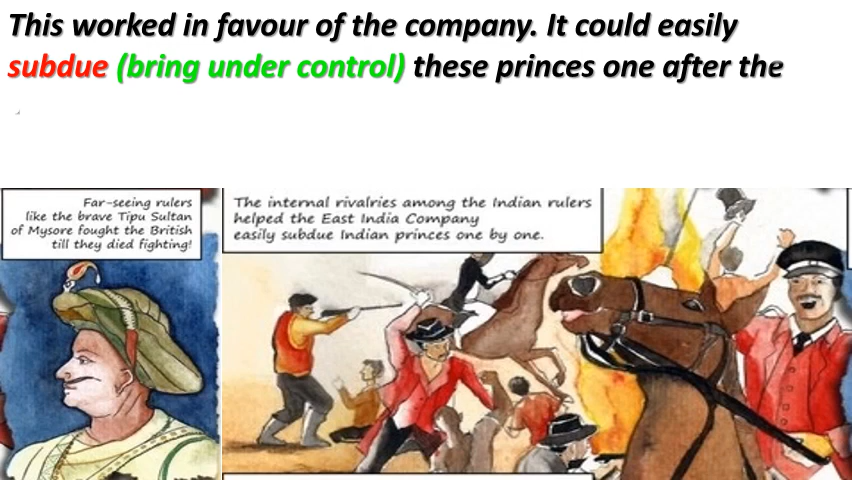 This worked in favour of the company. It could easily
subdue (bring under control) these princes one after the
Far-seeing rulers
like the brave Tipu Sultan
of Mysore fought the British
till they died fighting!
The internal rivalries among the Indian rulers
helped the East India Company
easily subdue Indian princes one by one.